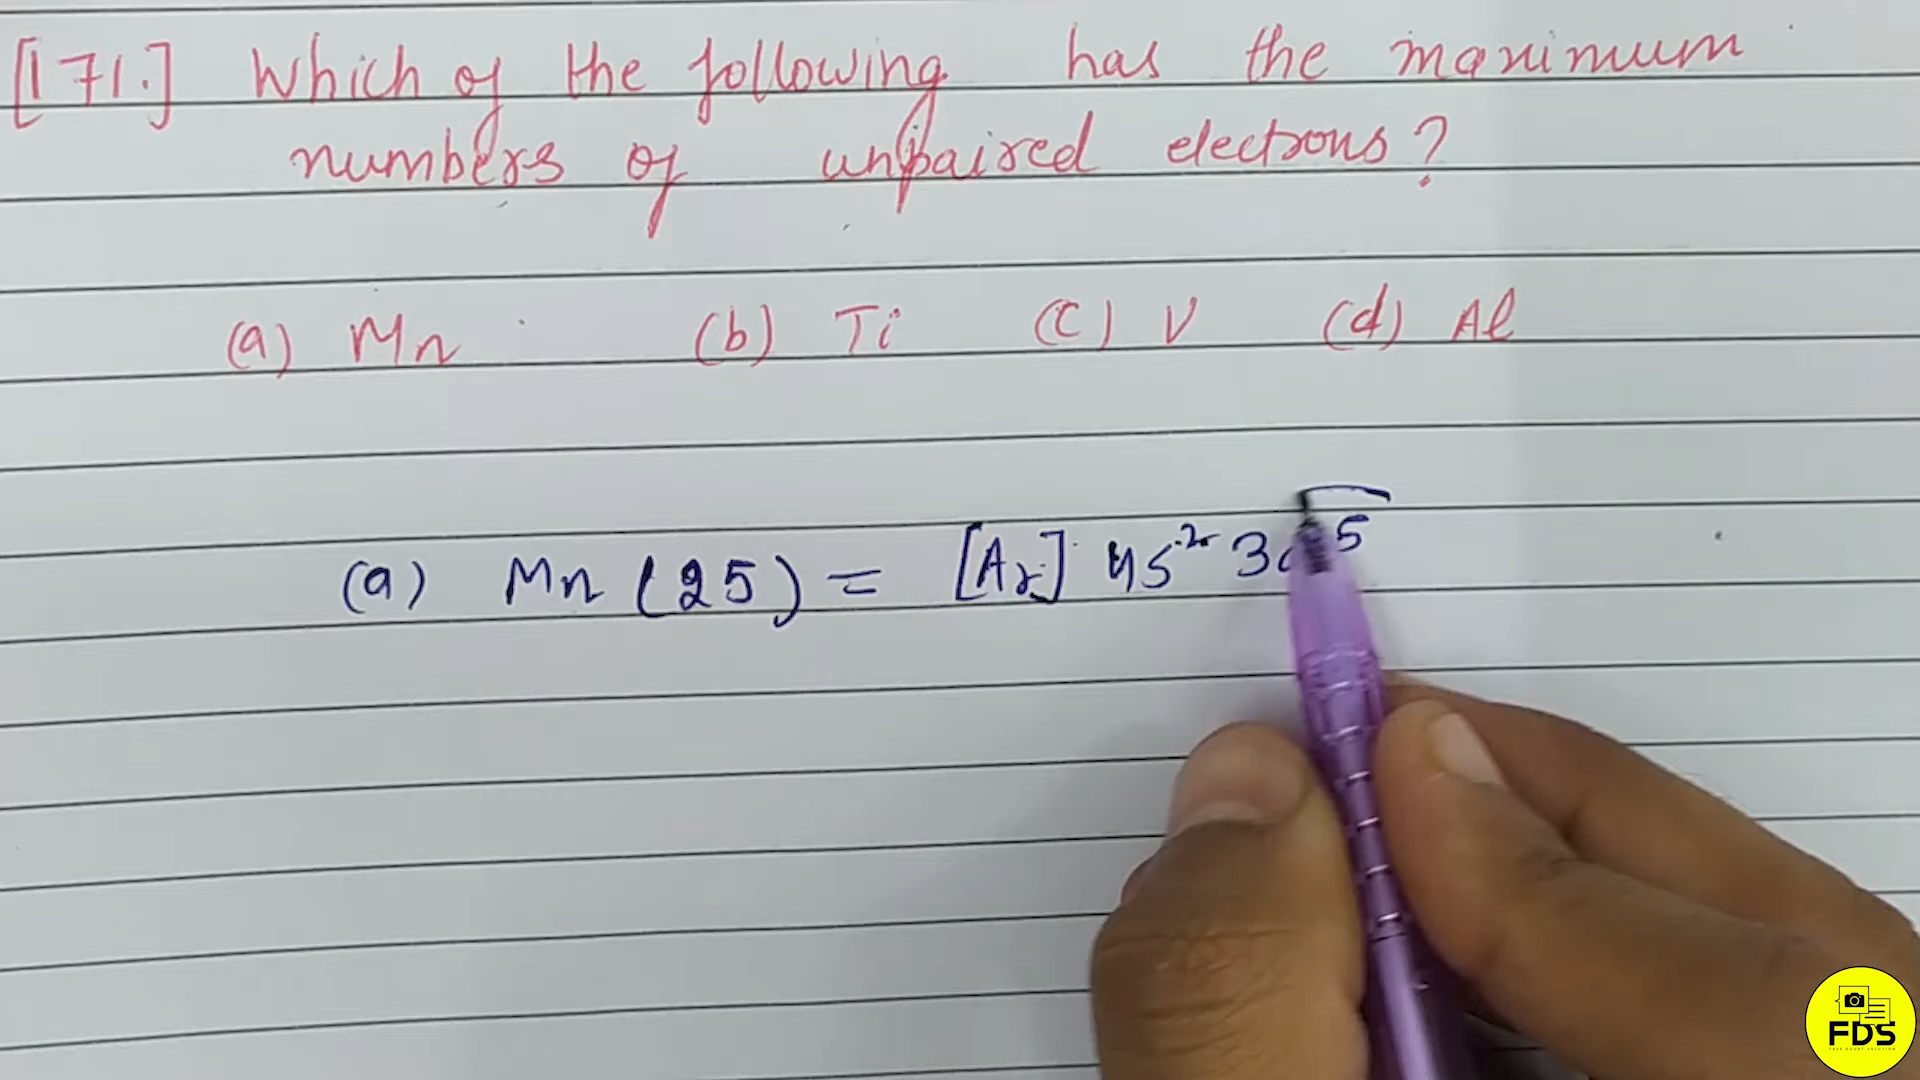 [171.] Which of the following has the maximum
numbers of unpaired electrons?
(a) Mn (b) Ti (c) V (d) Al
(a) Mn (25) = [Ar] 4s² 3d⁵
FDS